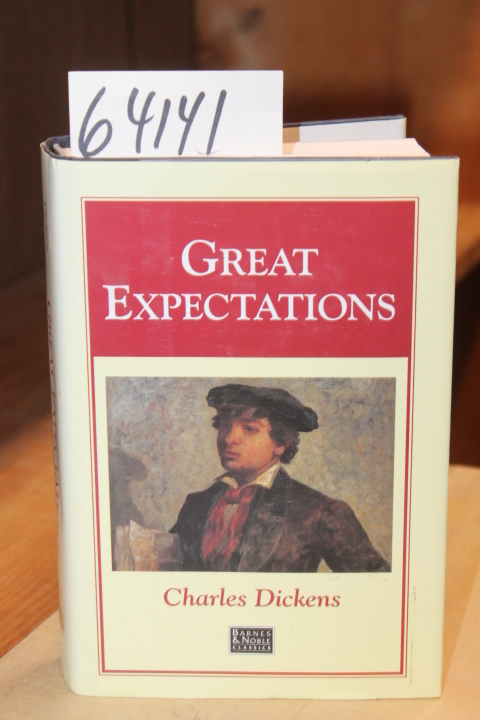 64141
GREAT
EXPECTATIONS
Charles Dickens
BARNES
& NOBLE
CLASSICS